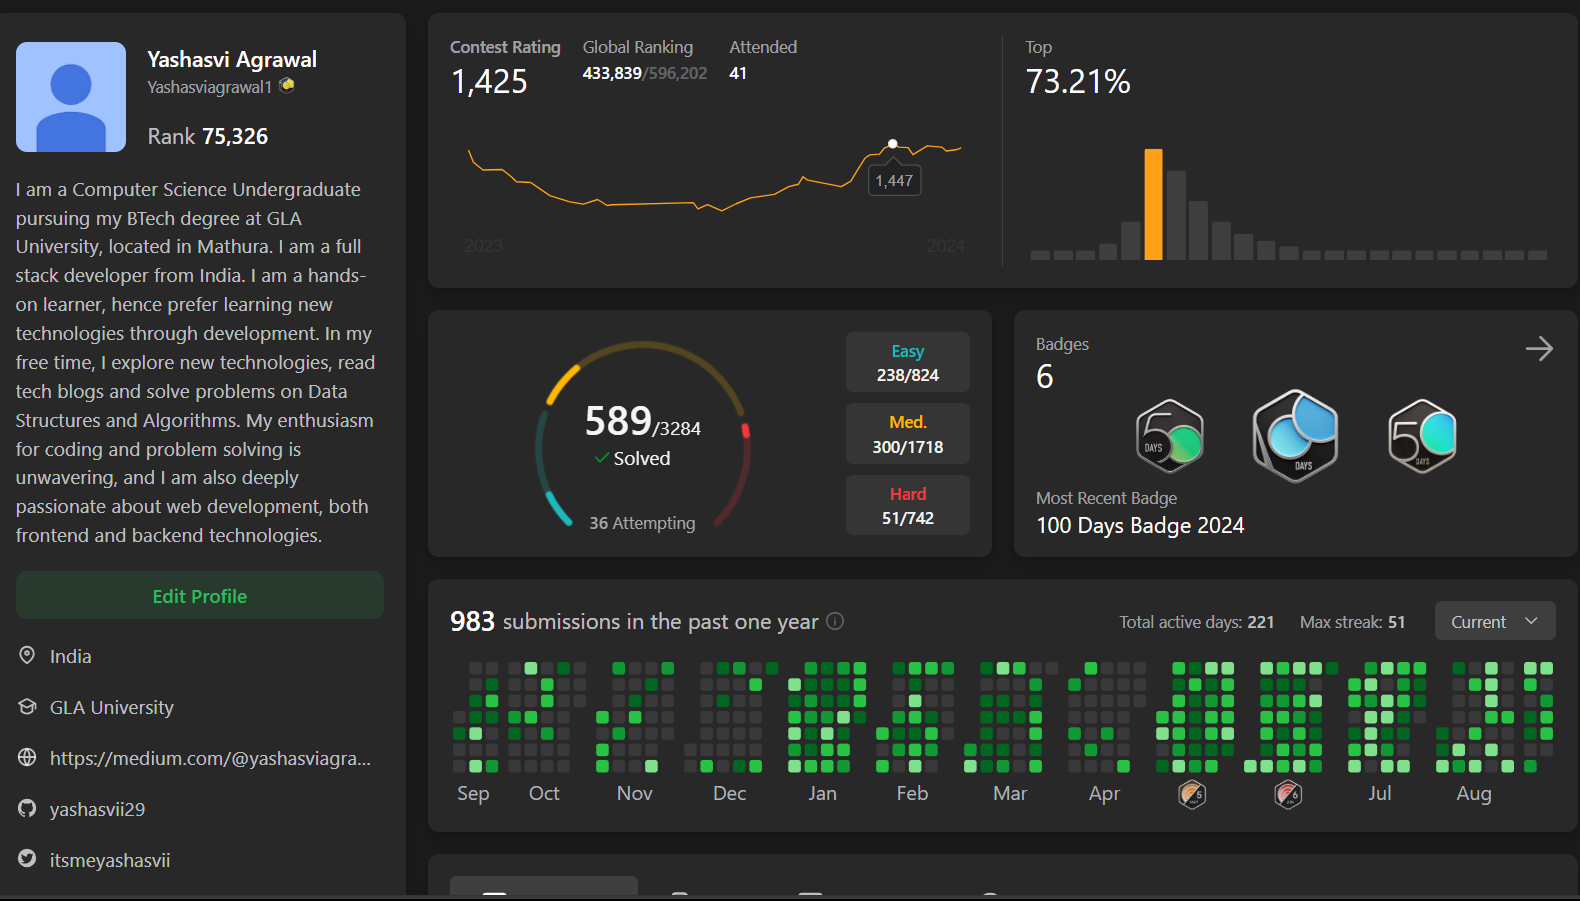 Yashasvi Agrawal
Yashasviagrawal1
Rank 75,326
I am a Computer Science Undergraduate
pursuing my BTech degree at GLA
University, located in Mathura. I am a full
stack developer from India. I am a hands-
on learner, hence prefer learning new
technologies through development. In my
free time, I explore new technologies, read
tech blogs and solve problems on Data
Structures and Algorithms. My enthusiasm
for coding and problem solving is
unwavering, and I am also deeply
passionate about web development, both
frontend and backend technologies.
Edit Profile
India
GLA University
https://medium.com/@yashasviagra...
yashasvii29
itsmeyashasvii
Contest Rating
1,425
Global Ranking
433,839/596,202
Attended
41
1,447
2023
2024
Top
73.21%
589/3284
Solved
36 Attempting
Easy
238/824
Med.
300/1718
Hard
51/742
Badges
6
50
DAYS
100
DAYS
50
DAYS
Most Recent Badge
100 Days Badge 2024
983 submissions in the past one year
Total active days: 221
Max streak: 51
Current
Sep
Oct
Nov
Dec
Jan
Feb
Mar
Apr
5
MAY
6
JUN
Jul
Aug